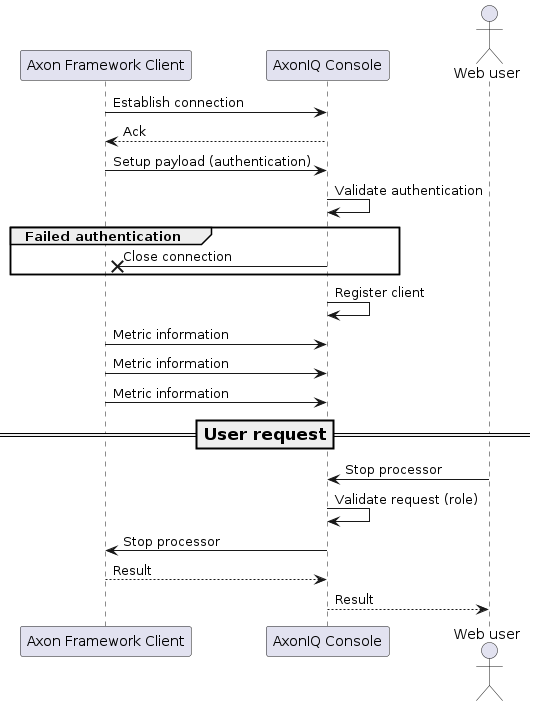 Axon Framework Client
AxonIQ Console
Web user
Establish connection
Ack
Setup payload (authentication)
Validate authentication
Failed authentication
Close connection
Register client
Metric information
Metric information
Metric information
User request
Stop processor
Validate request (role)
Stop processor
Result
Result
Axon Framework Client
AxonIQ Console
Web user